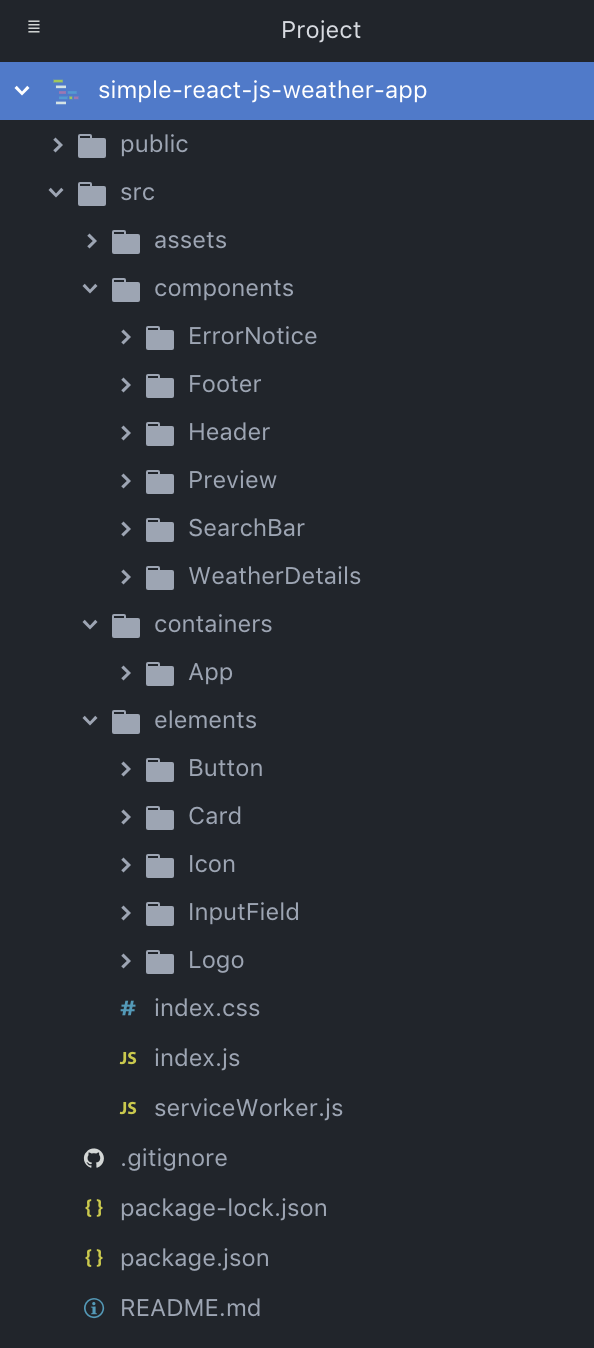 Project
simple-react-js-weather-app
public
src
assets
components
ErrorNotice
Footer
Header
Preview
SearchBar
WeatherDetails
containers
App
elements
Button
Card
Icon
InputField
Logo
# index.css
JS index.js
JS serviceWorker.js
.gitignore
{} package-lock.json
{} package.json
README.md